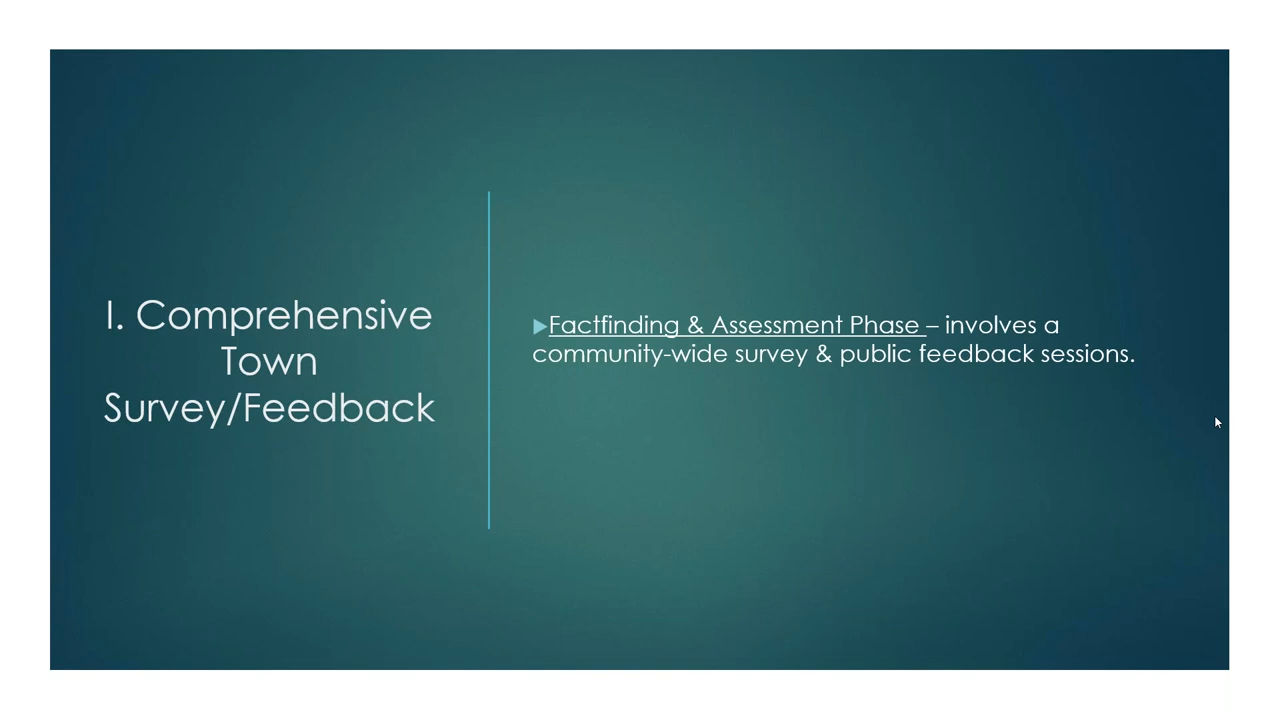 I. Comprehensive
Town
Survey/Feedback
Factfinding & Assessment Phase – involves a
community-wide survey & public feedback sessions.